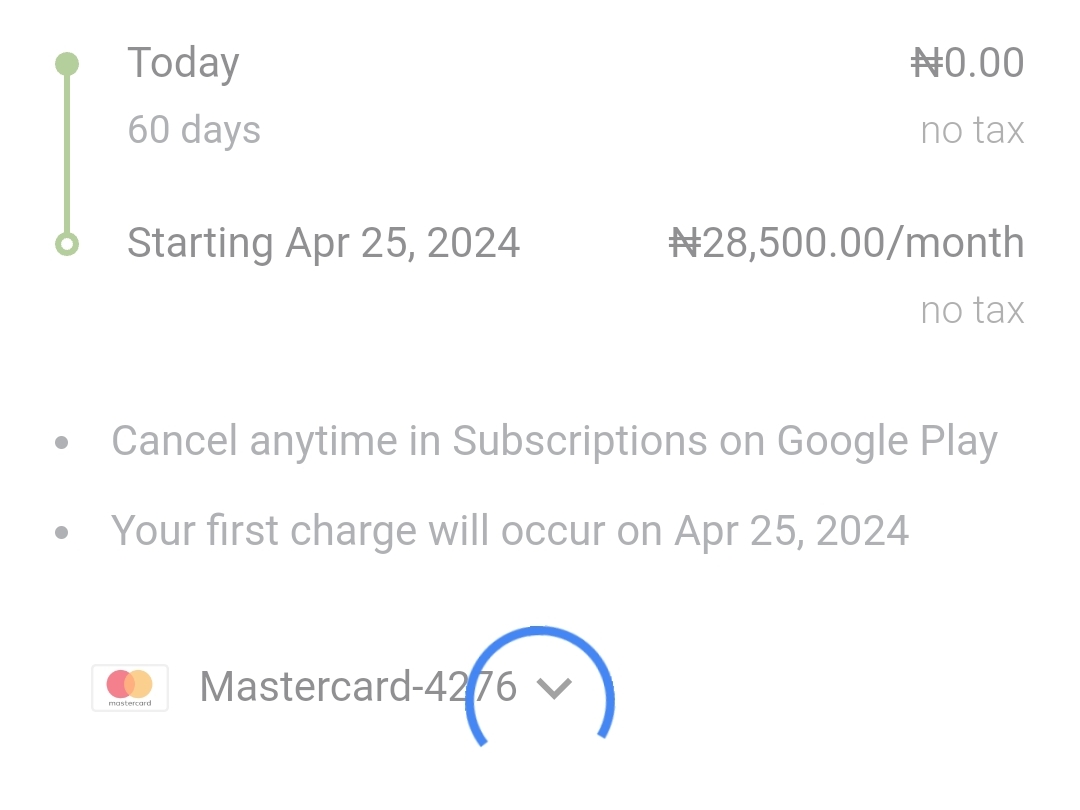 Today ₦0.00
60 days no tax
Starting Apr 25, 2024 ₦28,500.00/month
no tax
• Cancel anytime in Subscriptions on Google Play
• Your first charge will occur on Apr 25, 2024
mastercard Mastercard-4276